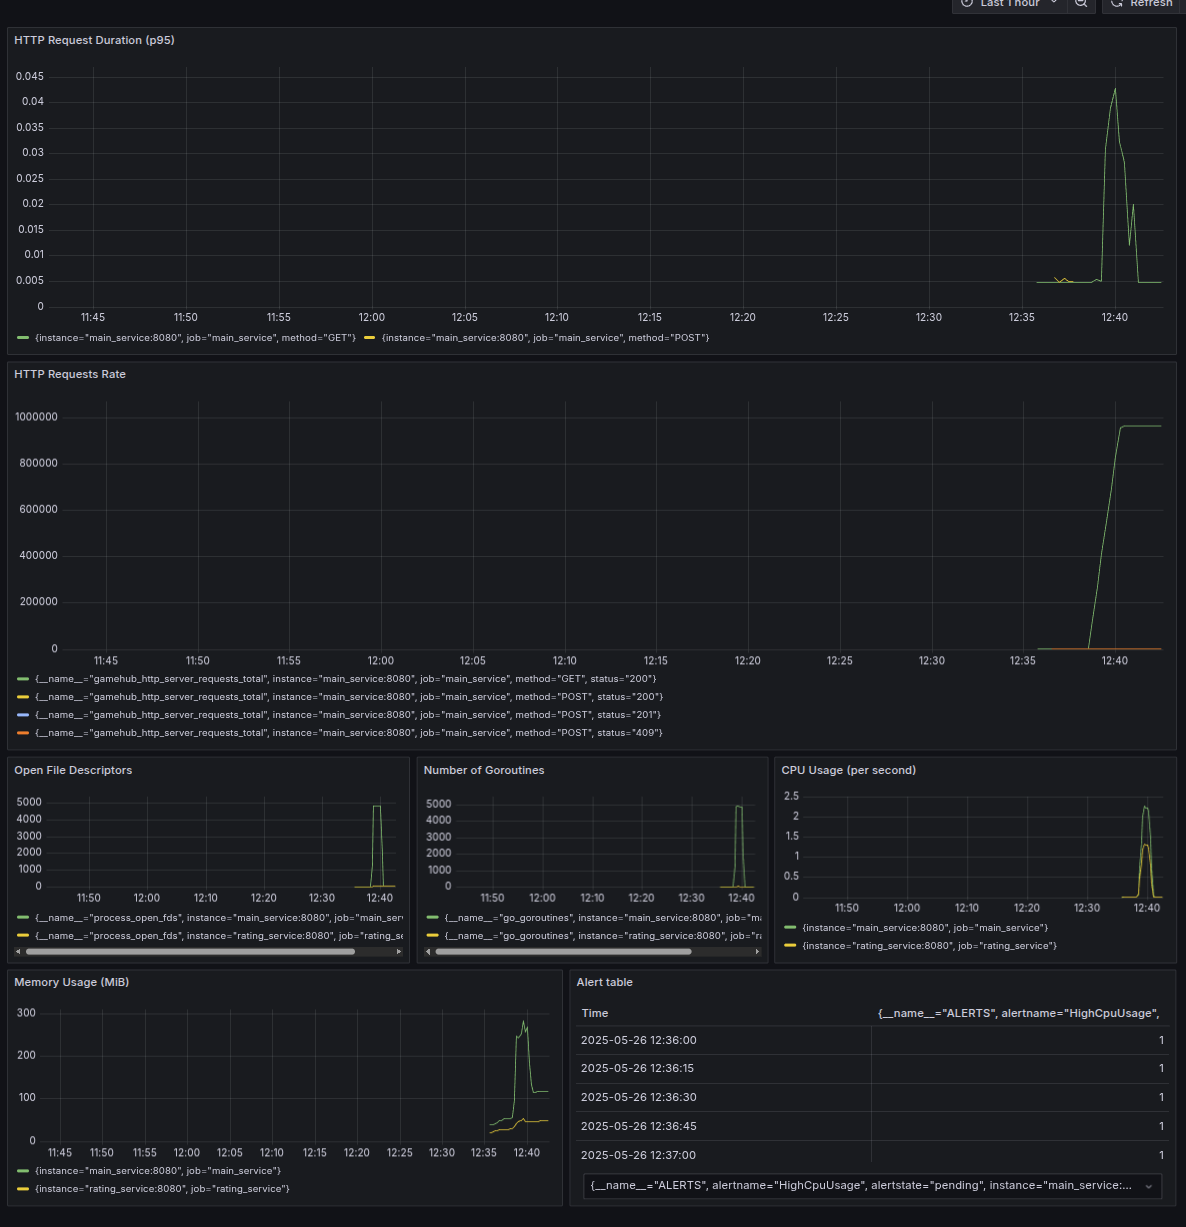 Last 1 hour Refresh
HTTP Request Duration (p95)
0.045
0.04
0.035
0.03
0.025
0.02
0.015
0.01
0.005
0
11:45 11:50 11:55 12:00 12:05 12:10 12:15 12:20 12:25 12:30 12:35 12:40
{instance="main_service:8080", job="main_service", method="GET"} {instance="main_service:8080", job="main_service", method="POST"}
HTTP Requests Rate
1000000
800000
600000
400000
200000
0
11:45 11:50 11:55 12:00 12:05 12:10 12:15 12:20 12:25 12:30 12:35 12:40
{__name__="gamehub_http_server_requests_total", instance="main_service:8080", job="main_service", method="GET", status="200"}
{__name__="gamehub_http_server_requests_total", instance="main_service:8080", job="main_service", method="POST", status="200"}
{__name__="gamehub_http_server_requests_total", instance="main_service:8080", job="main_service", method="POST", status="201"}
{__name__="gamehub_http_server_requests_total", instance="main_service:8080", job="main_service", method="POST", status="409"}
Open File Descriptors
5000
4000
3000
2000
1000
0
11:50 12:00 12:10 12:20 12:30 12:40
{__name__="process_open_fds", instance="main_service:8080", job="main_ser
{__name__="process_open_fds", instance="rating_service:8080", job="rating_se
Number of Goroutines
5000
4000
3000
2000
1000
0
11:50 12:00 12:10 12:20 12:30 12:40
{__name__="go_goroutines", instance="main_service:8080", job="ma
{__name__="go_goroutines", instance="rating_service:8080", job="ra
CPU Usage (per second)
2.5
2
1.5
1
0.5
0
11:50 12:00 12:10 12:20 12:30 12:40
{instance="main_service:8080", job="main_service"}
{instance="rating_service:8080", job="rating_service"}
Memory Usage (MiB)
300
200
100
0
11:45 11:50 11:55 12:00 12:05 12:10 12:15 12:20 12:25 12:30 12:35 12:40
{instance="main_service:8080", job="main_service"}
{instance="rating_service:8080", job="rating_service"}
Alert table
Time {__name__="ALERTS", alertname="HighCpuUsage",
2025-05-26 12:36:00 1
2025-05-26 12:36:15 1
2025-05-26 12:36:30 1
2025-05-26 12:36:45 1
2025-05-26 12:37:00 1
{__name__="ALERTS", alertname="HighCpuUsage", alertstate="pending", instance="main_service:...